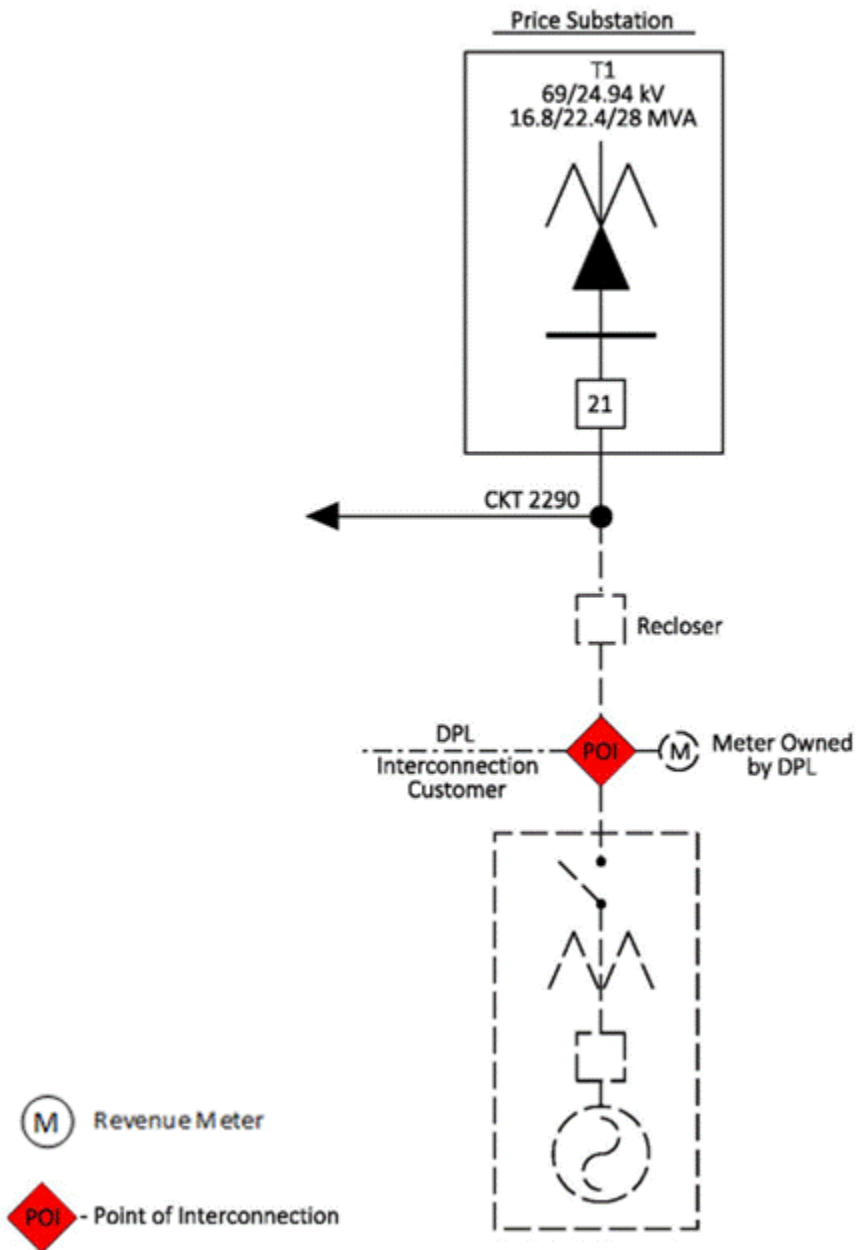 Price Substation
T1
69/24.94 kV
16.8/22.4/28 MVA
21
CKT 2290
Recloser
DPL
POI
M
Meter Owned
by DPL
Interconnection
Customer
M
Revenue Meter
POI
- Point of Interconnection